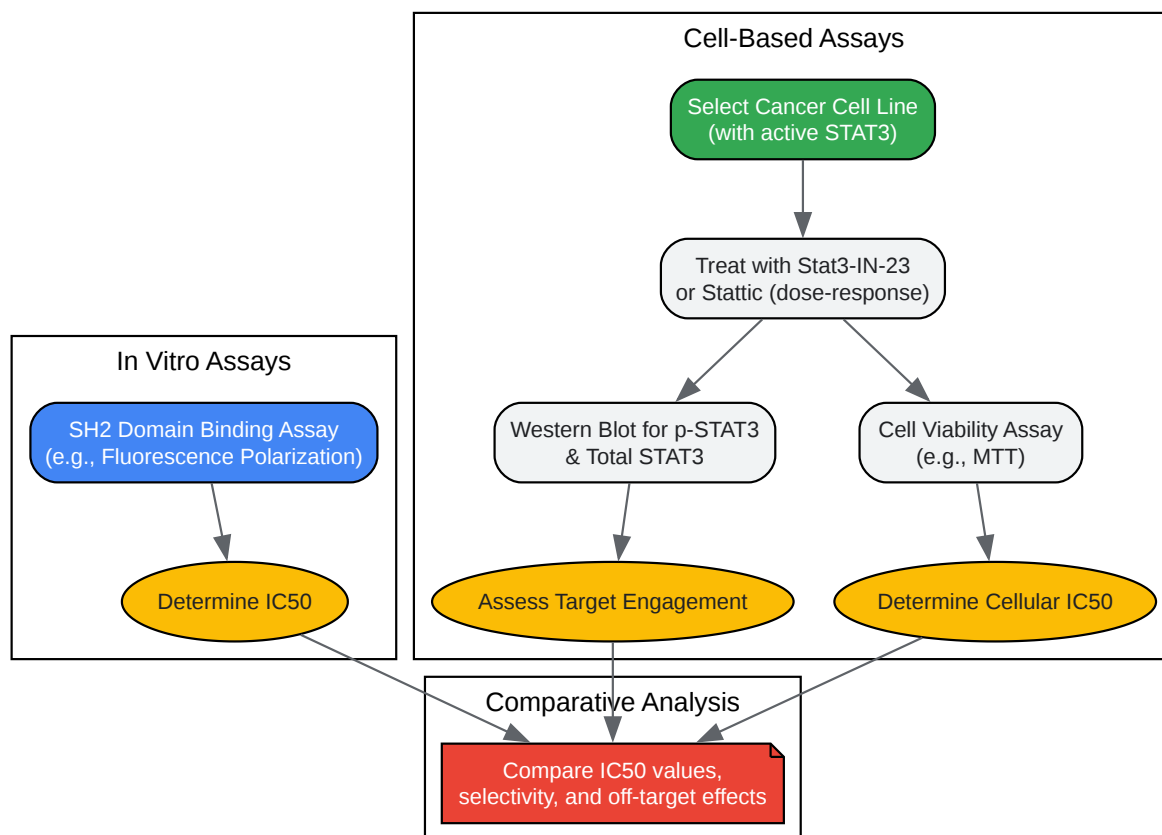 Cell-Based Assays
Select Cancer Cell Line
(with active STAT3)
Treat with Stat3-IN-23
or Stattic (dose-response)
In Vitro Assays
SH2 Domain Binding Assay
(e.g., Fluorescence Polarization)
Western Blot for p-STAT3
& Total STAT3
Cell Viability Assay
(e.g., MTT)
Determine IC50
Assess Target Engagement
Determine Cellular IC50
Comparative Analysis
Compare IC50 values,
selectivity, and off-target effects